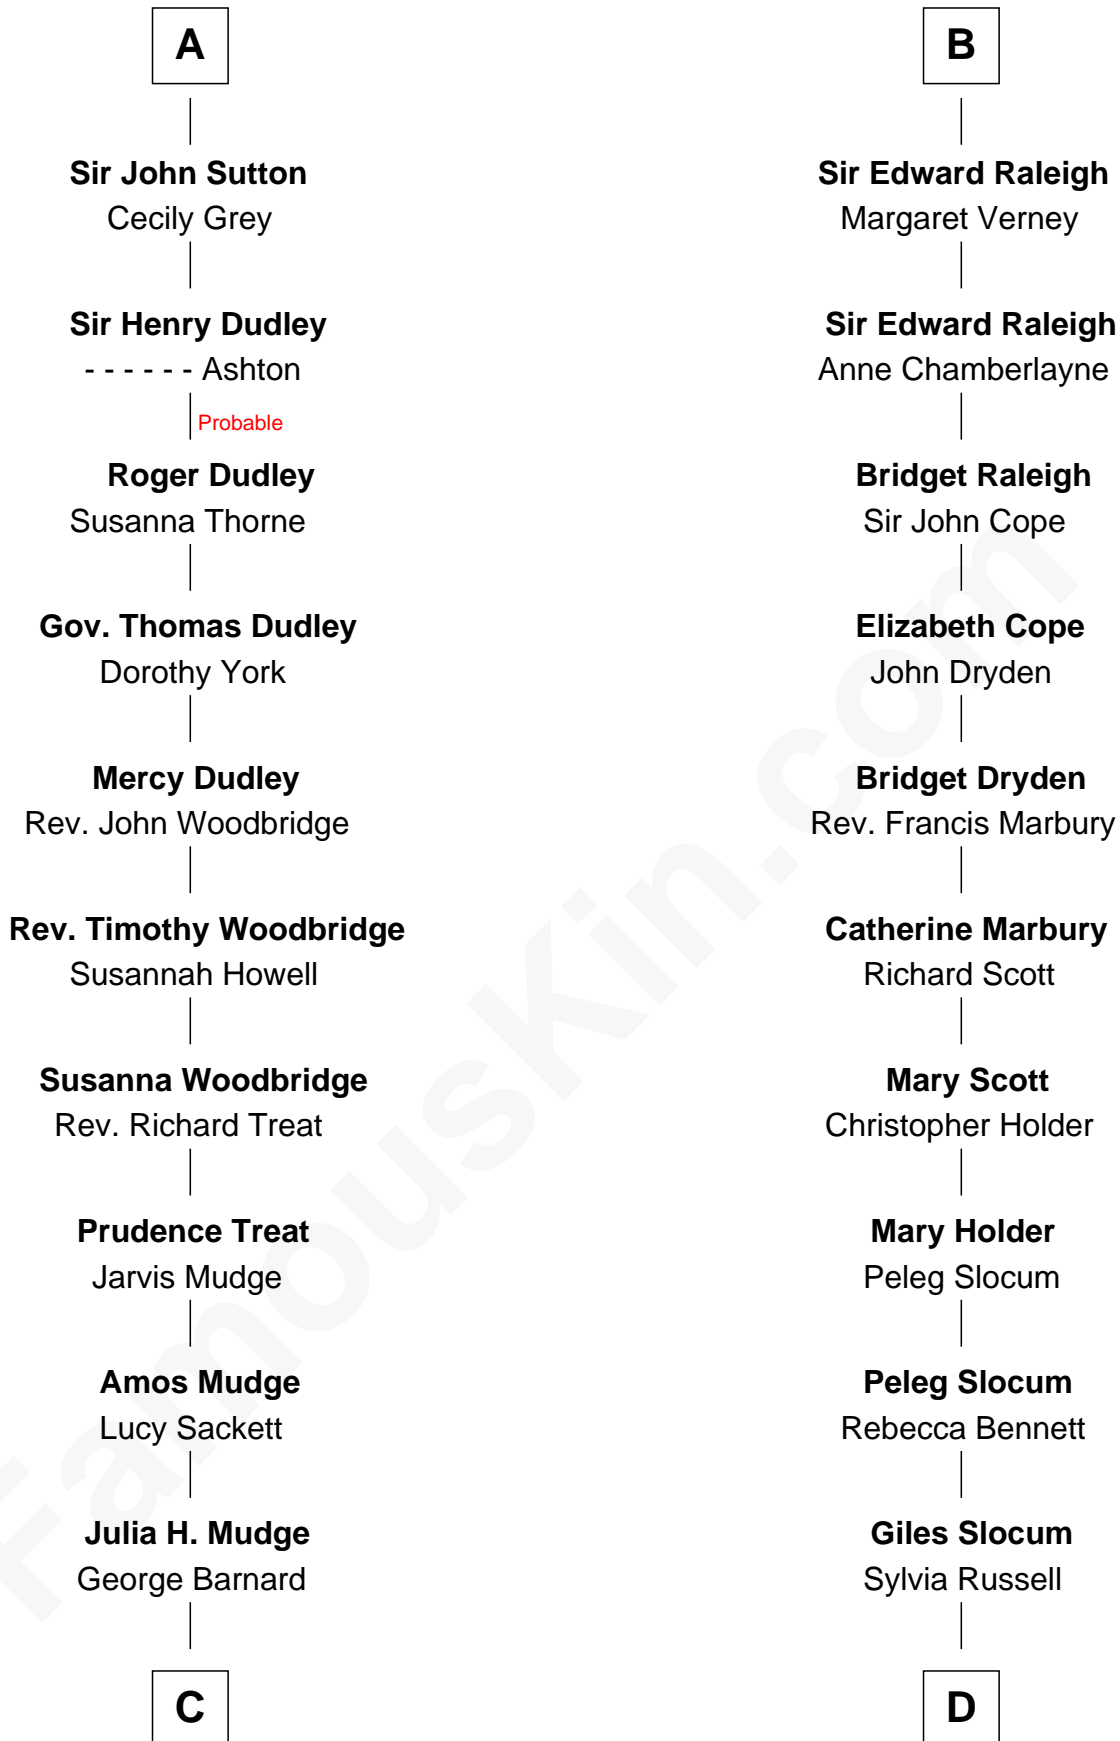 A
Sir John Sutton
Cecily Grey
Sir Henry Dudley
- - - - - - Ashton
Probable
Roger Dudley
Susanna Thorne
Gov. Thomas Dudley
Dorothy York
Mercy Dudley
Rev. John Woodbridge
Rev. Timothy Woodbridge
Susannah Howell
Susanna Woodbridge
Rev. Richard Treat
Prudence Treat
Jarvis Mudge
Amos Mudge
Lucy Sackett
Julia H. Mudge
George Barnard
C
B
Sir Edward Raleigh
Margaret Verney
Sir Edward Raleigh
Anne Chamberlayne
Bridget Raleigh
Sir John Cope
Elizabeth Cope
John Dryden
Bridget Dryden
Rev. Francis Marbury
Catherine Marbury
Richard Scott
Mary Scott
Christopher Holder
Mary Holder
Peleg Slocum
Peleg Slocum
Rebecca Bennett
Giles Slocum
Sylvia Russell
D
FamousKin.com